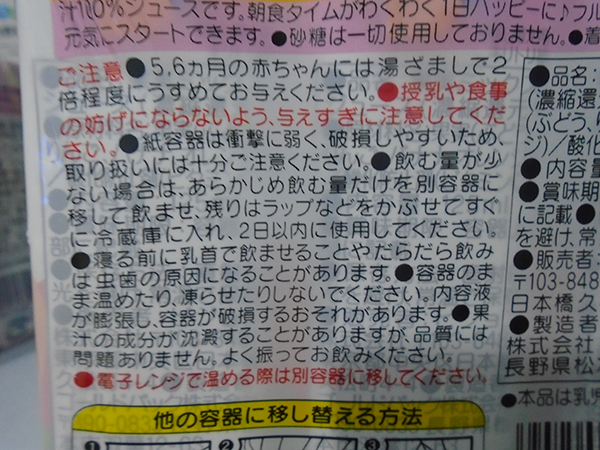 汁100%ジュースです。朝食タイムがわくわく1日ハッピーに♪フル
元気にスタートできます。●砂糖は一切使用しておりません。●着
ご注意●5,6ヵ月の赤ちゃんには湯ざましで2
倍程度にうすめてお与えください。●授乳や食事
の妨げにならないよう、与えすぎに注意してくだ
さい。●紙容器は衝撃に弱く、破損しやすいため、
取り扱いには十分ご注意ください。●飲む量が少
ない場合は、あらかじめ飲む量だけを別容器に
移して飲ませ、残りはラップなどをかぶせてすぐ
に冷蔵庫に入れ、2日以内に使用してください。
●寝る前に乳首で飲ませることやだらだら飲み
は虫歯の原因になることがあります。●容器のま
ま温めたり、凍らせたりしないでください。内容液
が膨張し、容器が破損するおそれがあります。●果
汁の成分が沈澱することがありますが、品質には
問題ありません。よく振ってお飲みください。
●電子レンジで温める際は別容器に移してください。
他の容器に移し替える方法
1 2 3
●品名:
(濃縮還
(ぶどう、り
ジ)/酸化
●内容量
●賞味期
に記載●
を避け、常
●販売者:
〒103-848
日本橋久
●製造者
株式会社
長野県松
●本品は乳児